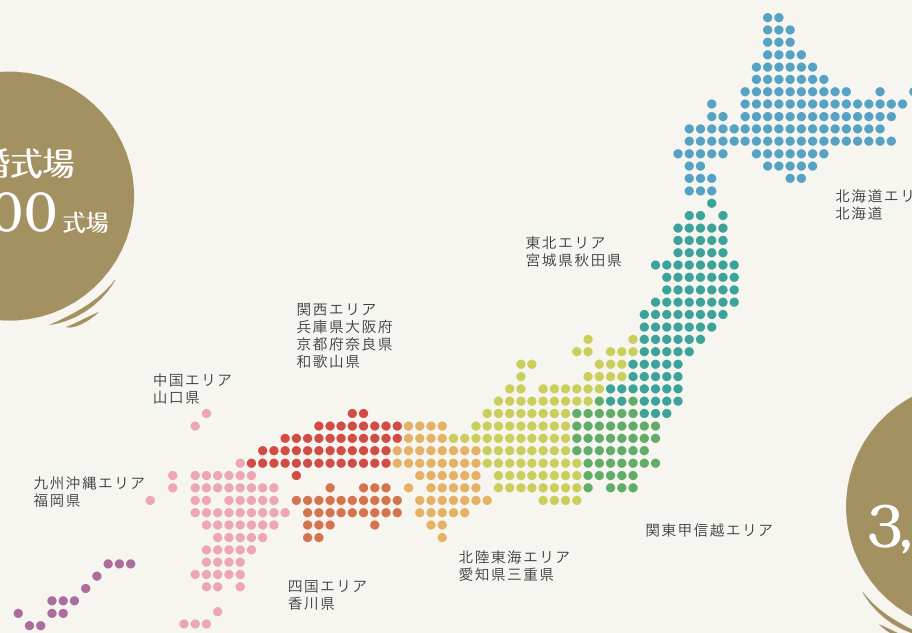 式場
00 式場
北海道エリ
北海道
東北エリア
宮城県秋田県
関西エリア
兵庫県大阪府
京都府奈良県
和歌山県
中国エリア
山口県
九州沖縄エリア
福岡県
関東甲信越エリア
3,
北陸東海エリア
愛知県三重県
四国エリア
香川県